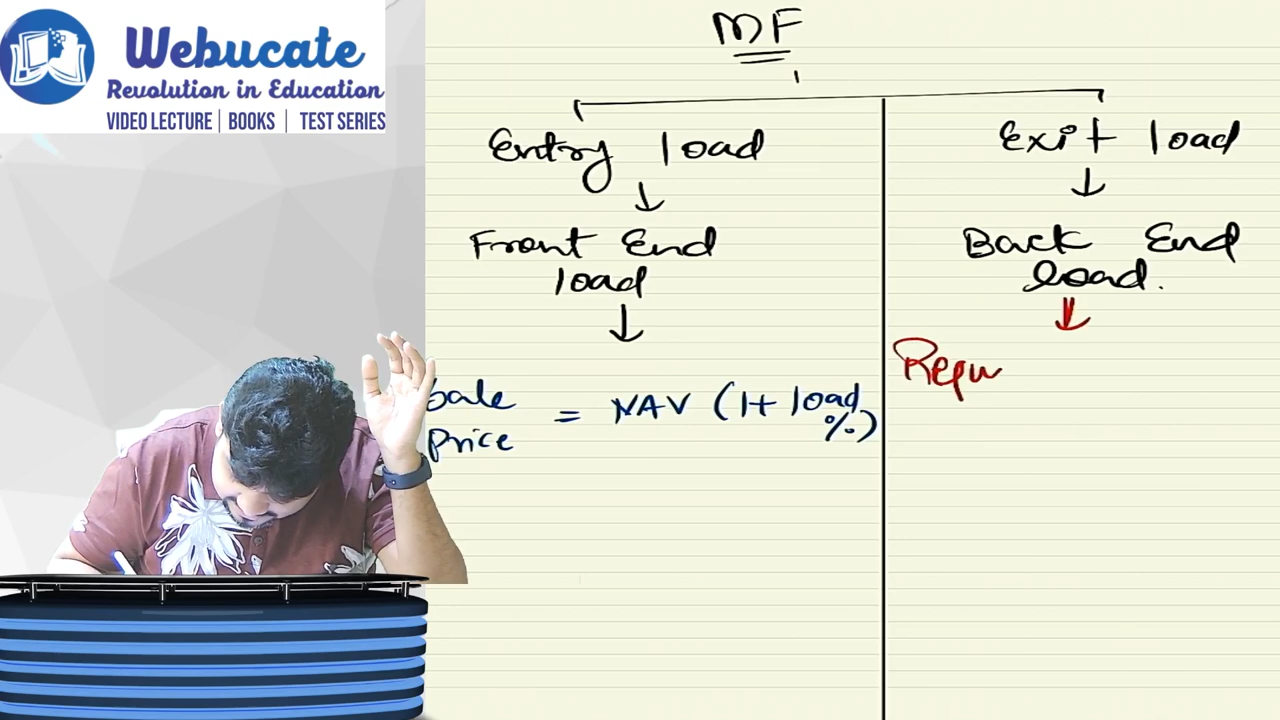 Webucate
Revolution in Education
VIDEO LECTURE | BOOKS | TEST SERIES
MF
Entry load
Exit load
Front End
load
Back End
load.
Sale
Price
= NAV (1+ load
%)
Repu